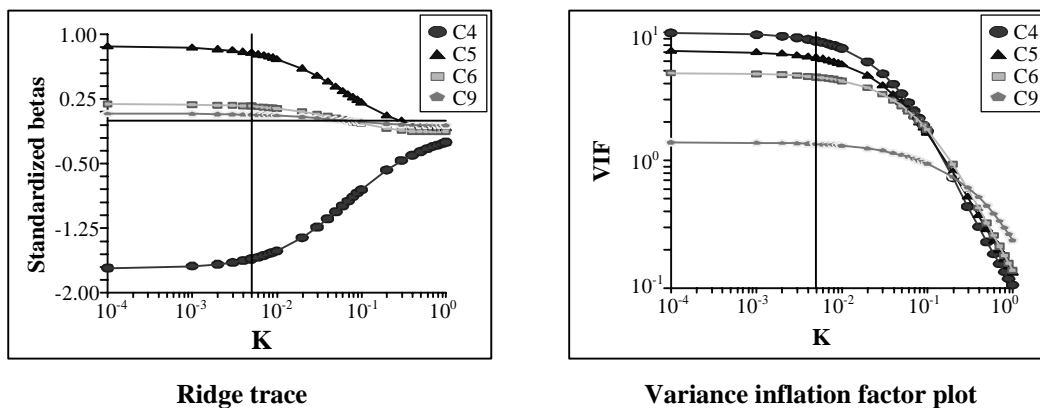 1.00
0.25
-0.50
-1.25
-2.00
Standardized betas
10^-4
10^-3
10^-2
10^-1
10^0
K
C4
C5
C6
C9
Ridge trace
10^1
10^0
10^-1
VIF
10^-4
10^-3
10^-2
10^-1
10^0
K
C4
C5
C6
C9
Variance inflation factor plot